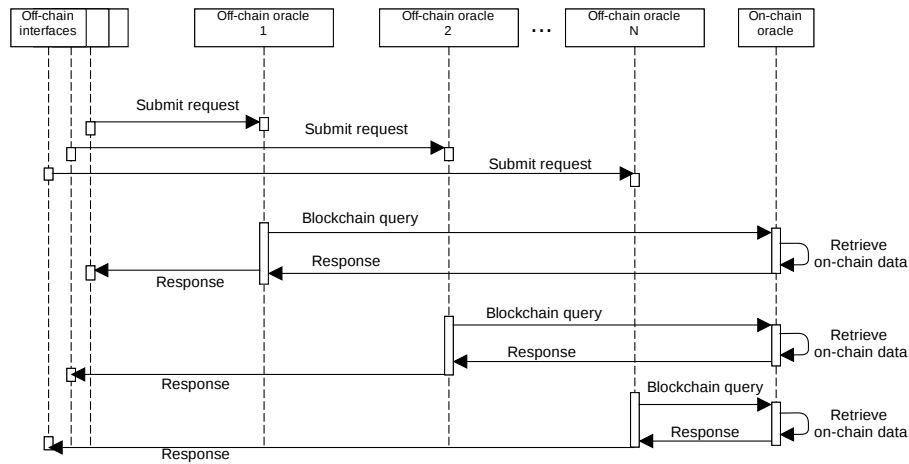 Off-chain
interfaces
Off-chain oracle
1
Off-chain oracle
2
...
Off-chain oracle
N
On-chain
oracle
Submit request
Submit request
Submit request
Blockchain query
Retrieve
on-chain data
Response
Response
Blockchain query
Retrieve
on-chain data
Response
Response
Blockchain query
Retrieve
on-chain data
Response
Response